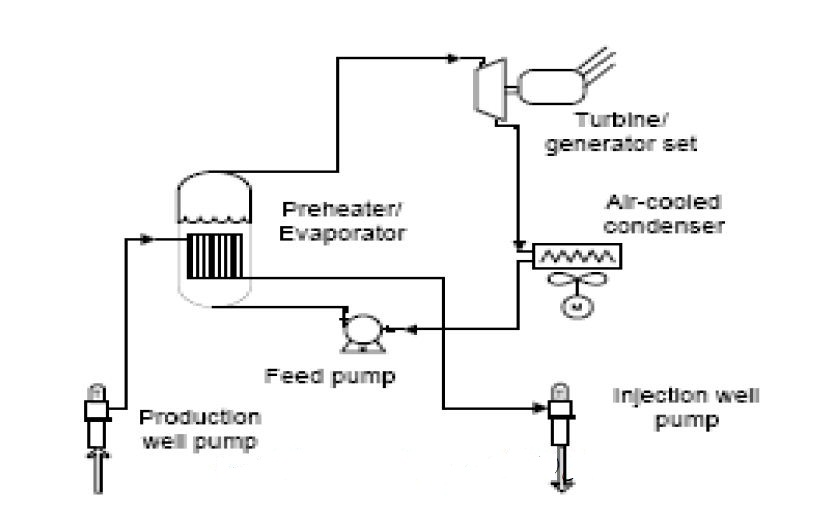 Turbine/
generator set
Air-cooled
condenser
Preheater/
Evaporator
M
Feed pump
Production
well pump
Injection well
pump